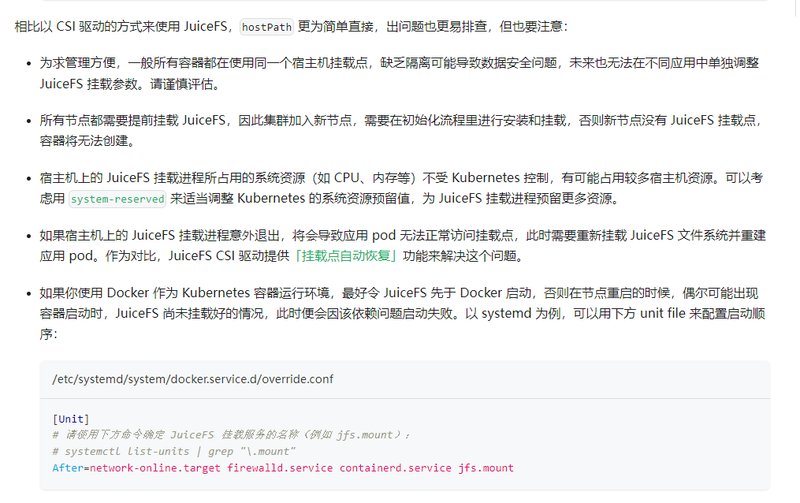 相比以 CSI 驱动的方式来使用 JuiceFS，hostPath 更为简单直接，出问题也更易排查，但也要注意：
为求管理方便，一般所有容器都在使用同一个宿主机挂载点，缺乏隔离可能导致数据安全问题，未来也无法在不同应用中单独调整
JuiceFS 挂载参数。请谨慎评估。
所有节点都需要提前挂载 JuiceFS，因此集群加入新节点，需要在初始化流程里进行安装和挂载，否则新节点没有 JuiceFS 挂载点，
容器将无法创建。
宿主机上的 JuiceFS 挂载进程所占用的系统资源（如 CPU、内存等）不受 Kubernetes 控制，有可能占用较多宿主机资源。可以考
虑用 system-reserved 来适当调整 Kubernetes 的系统资源预留值，为 JuiceFS 挂载进程预留更多资源。
如果宿主机上的 JuiceFS 挂载进程意外退出，将会导致应用 pod 无法正常访问挂载点，此时需要重新挂载 JuiceFS 文件系统并重建
应用 pod。作为对比，JuiceFS CSI 驱动提供「挂载点自动恢复」功能来解决这个问题。
如果你使用 Docker 作为 Kubernetes 容器运行环境，最好令 JuiceFS 先于 Docker 启动，否则在节点重启的时候，偶尔可能出现
容器启动时，JuiceFS 尚未挂载好的情况，此时便会因该依赖问题启动失败。以 systemd 为例，可以用下方 unit file 来配置启动顺
序：
/etc/systemd/system/docker.service.d/override.conf
[Unit]
# 请使用下方命令确定 JuiceFS 挂载服务的名称（例如 jfs.mount）：
# systemctl list-units | grep "\.mount"
After=network-online.target firewalld.service containerd.service jfs.mount